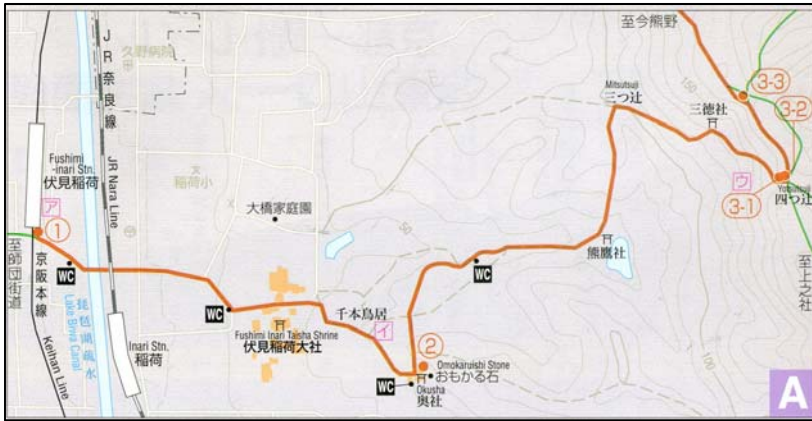 至今熊野
JR奈良線
久野病院
Mitsutsuji
三つ辻
150
3-3
三徳社
3-2
Fushimi
-inari Stn.
伏見稲荷
JR Nara Line
稲荷小
ウ
Yotsutsuji
四つ辻
3-1
ア
①
大橋家庭園
50
熊鷹社
至師団街道
京阪本線
WC
WC
至上之社
琵琶湖疏水
Lake Biwa Canal
WC
千本鳥居
イ
Fushimi Inari Taisha Shrine
伏見稲荷大社
Inari Stn.
稲荷
Keihan Line
②
Omokaruishi Stone
おもかる石
WC
Okusha
奥社
100
A